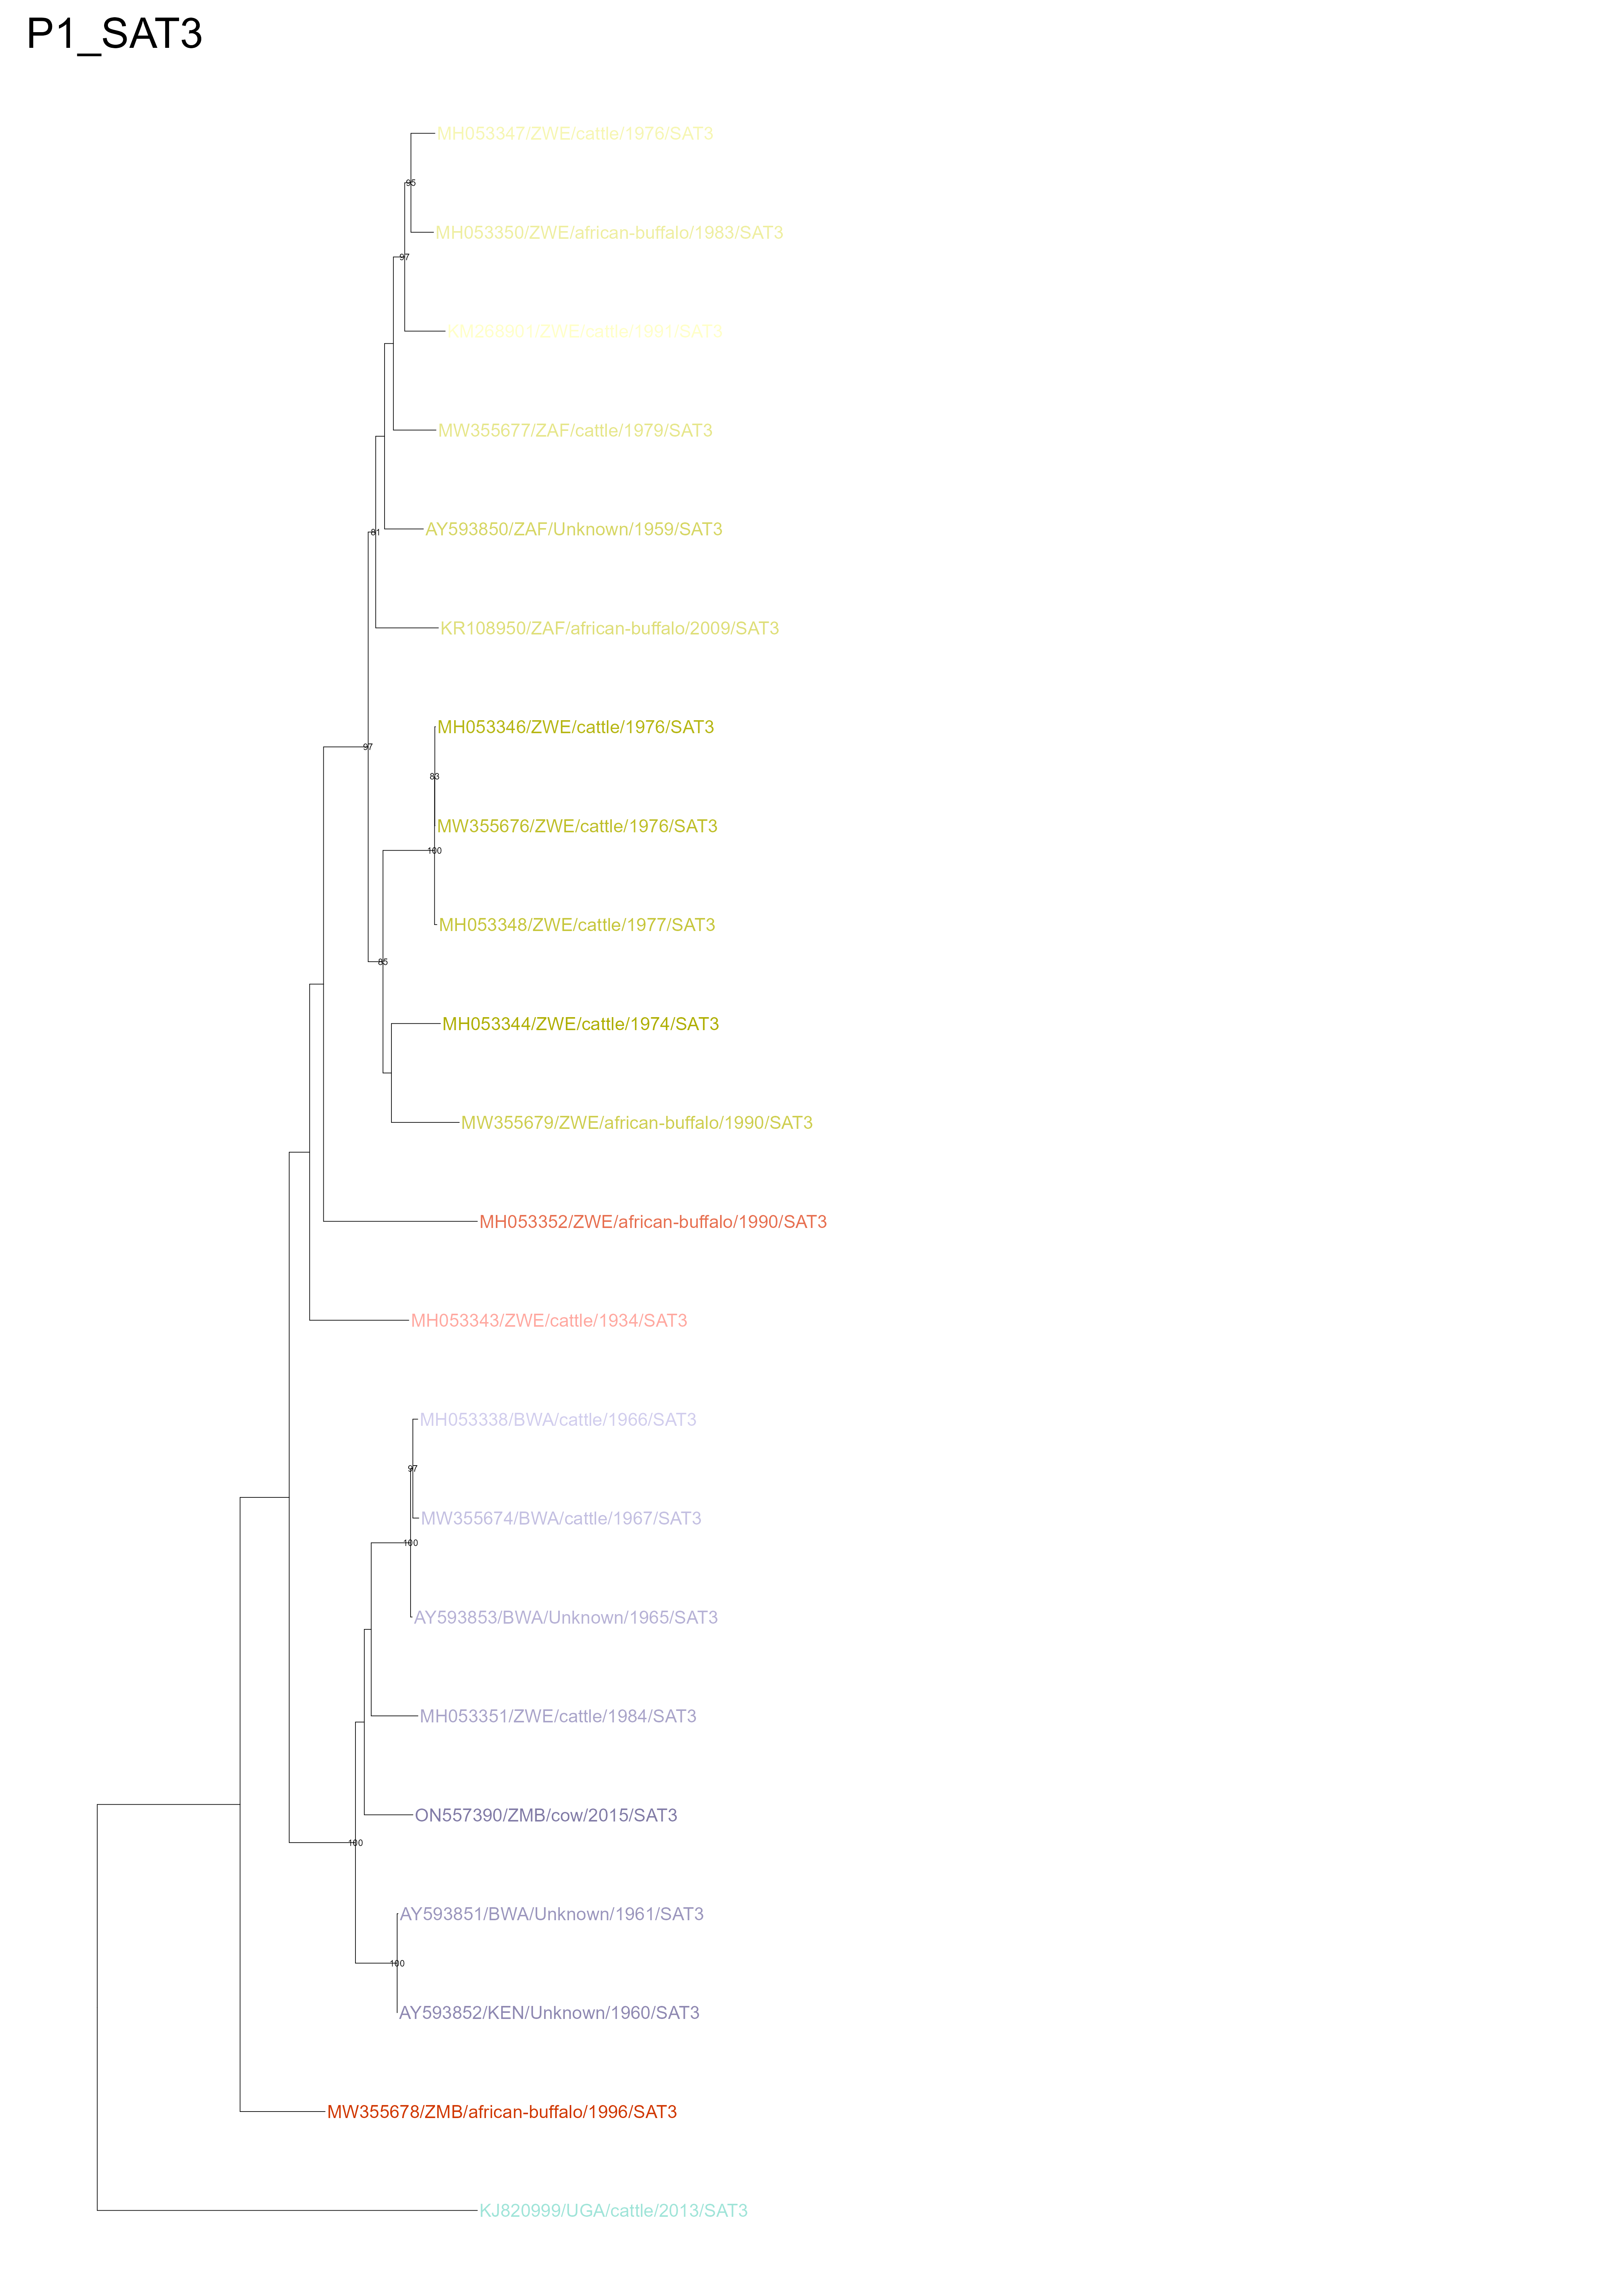 P1_SAT3
MH053347/ZWE/cattle/1976/SAT3
95
MH053350/ZWE/african-buffalo/1983/SAT3
97
KM268901/ZWE/cattle/1991/SAT3
MW355677/ZAF/cattle/1979/SAT3
AY593850/ZAF/Unknown/1959/SAT3
81
KR108950/ZAF/african-buffalo/2009/SAT3
MH053346/ZWE/cattle/1976/SAT3
97
83
MW355676/ZWE/cattle/1976/SAT3
100
MH053348/ZWE/cattle/1977/SAT3
85
MH053344/ZWE/cattle/1974/SAT3
MW355679/ZWE/african-buffalo/1990/SAT3
MH053352/ZWE/african-buffalo/1990/SAT3
MH053343/ZWE/cattle/1934/SAT3
MH053338/BWA/cattle/1966/SAT3
97
MW355674/BWA/cattle/1967/SAT3
100
AY593853/BWA/Unknown/1965/SAT3
MH053351/ZWE/cattle/1984/SAT3
ON557390/ZMB/cow/2015/SAT3
100
AY593851/BWA/Unknown/1961/SAT3
100
AY593852/KEN/Unknown/1960/SAT3
MW355678/ZMB/african-buffalo/1996/SAT3
KJ820999/UGA/cattle/2013/SAT3